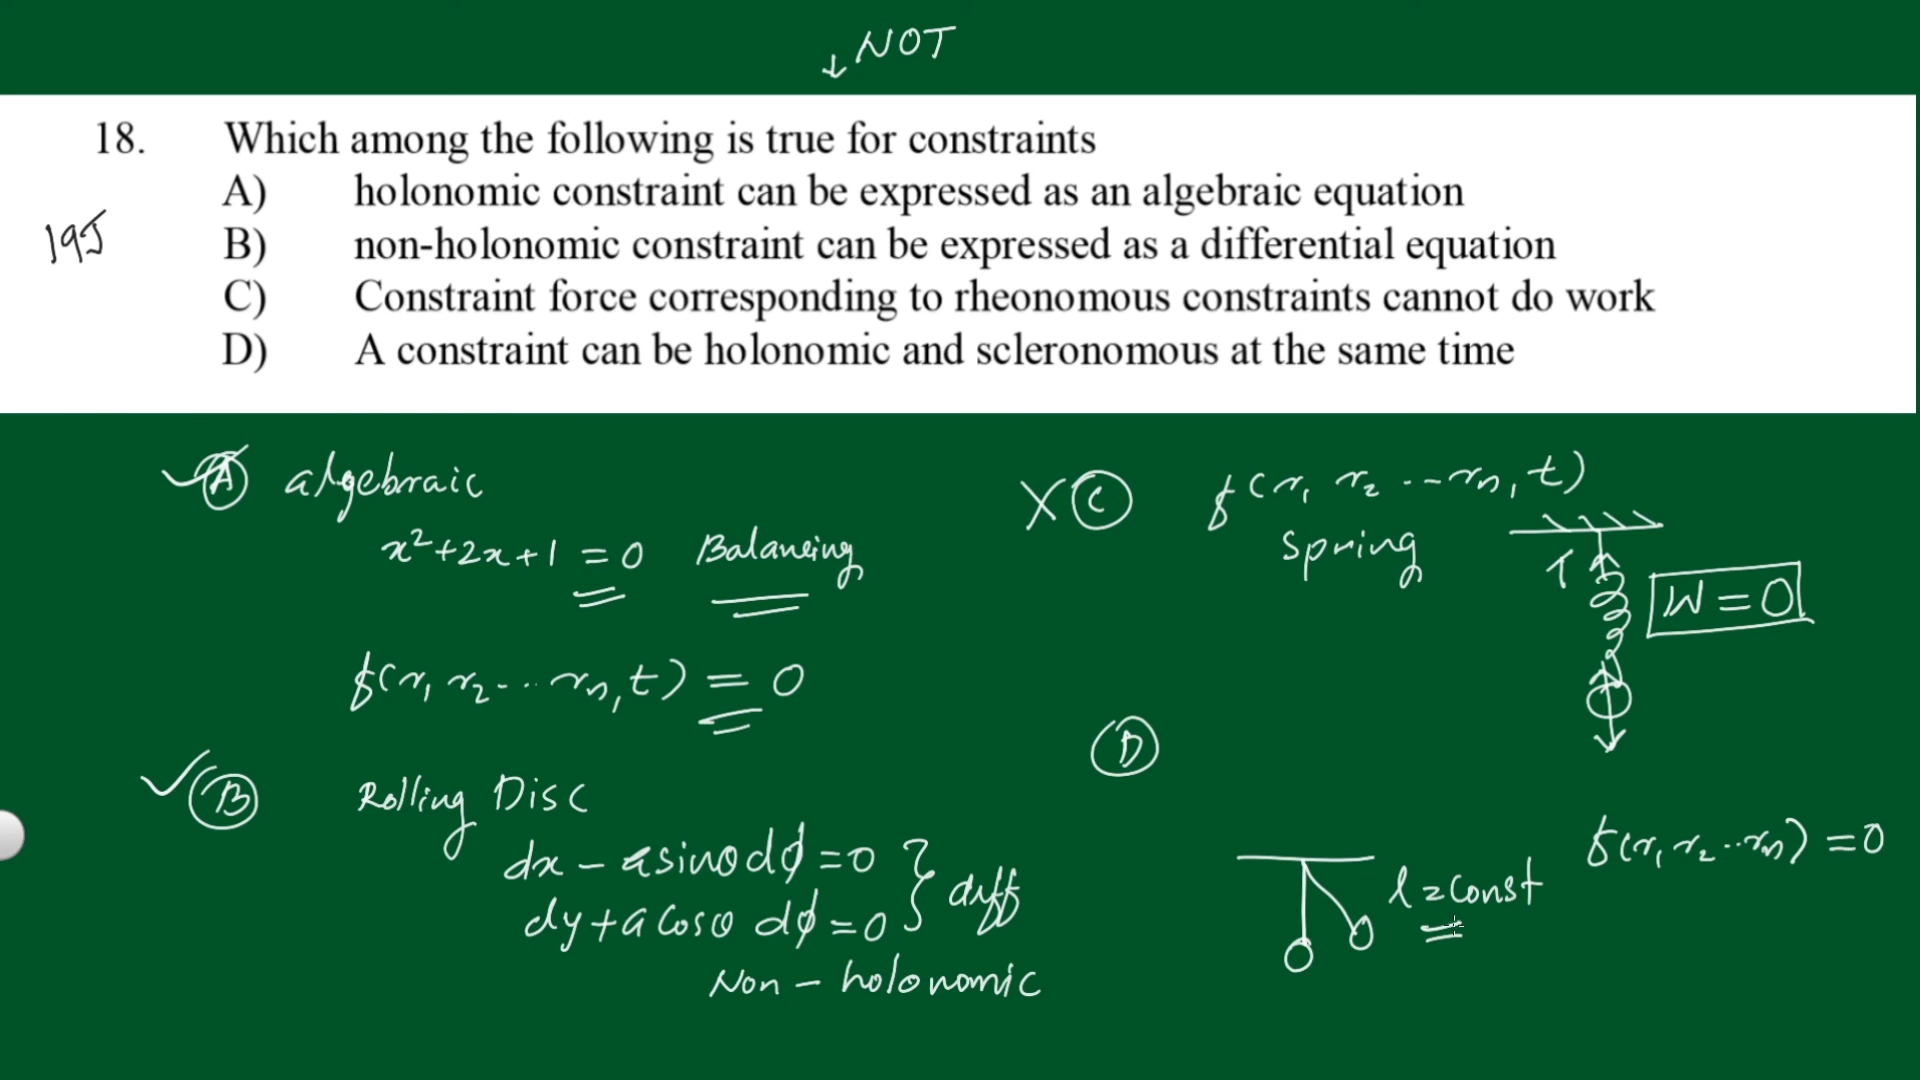 ↓ NOT
18. Which among the following is true for constraints
A) holonomic constraint can be expressed as an algebraic equation
19J
B) non-holonomic constraint can be expressed as a differential equation
C) Constraint force corresponding to rheonomous constraints cannot do work
D) A constraint can be holonomic and scleronomous at the same time
✓ A algebraic
x²+2x+1 = 0 Balancing
f(r₁ r₂ ... rₙ, t) = 0
✓ B Rolling Disc
dx - a sinθ dφ = 0
dy + a cosθ dφ = 0 } diff
Non - holonomic
X C f(r₁ r₂ ... rₙ, t)
Spring
T
W = 0
D
l = const
f(r₁ r₂ .. rₙ) = 0